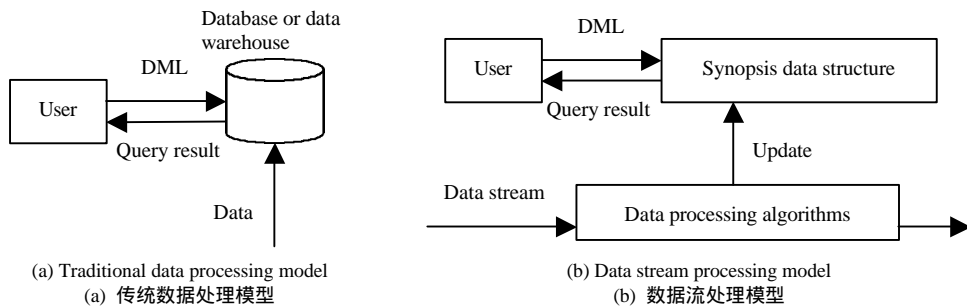 Database or data
warehouse
DML
User
Query result
Data
(a) Traditional data processing model
(a) 传统数据处理模型
DML
User
Synopsis data structure
Query result
Update
Data stream
Data processing algorithms
(b) Data stream processing model
(b) 数据流处理模型